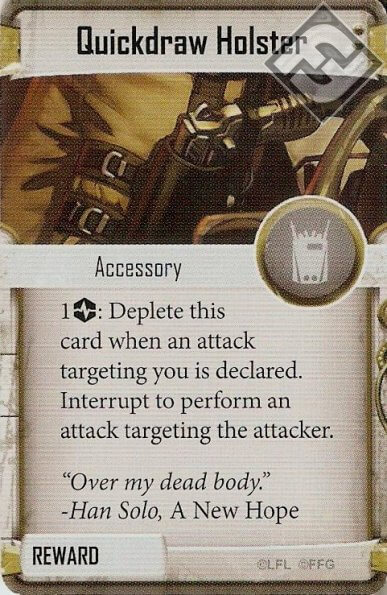 Quickdraw Holster
Accessory
1 : Deplete this
card when an attack
targeting you is declared.
Interrupt to perform an
attack targeting the attacker.
“Over my dead body.”
-Han Solo, A New Hope
REWARD
©LFL ©FFG